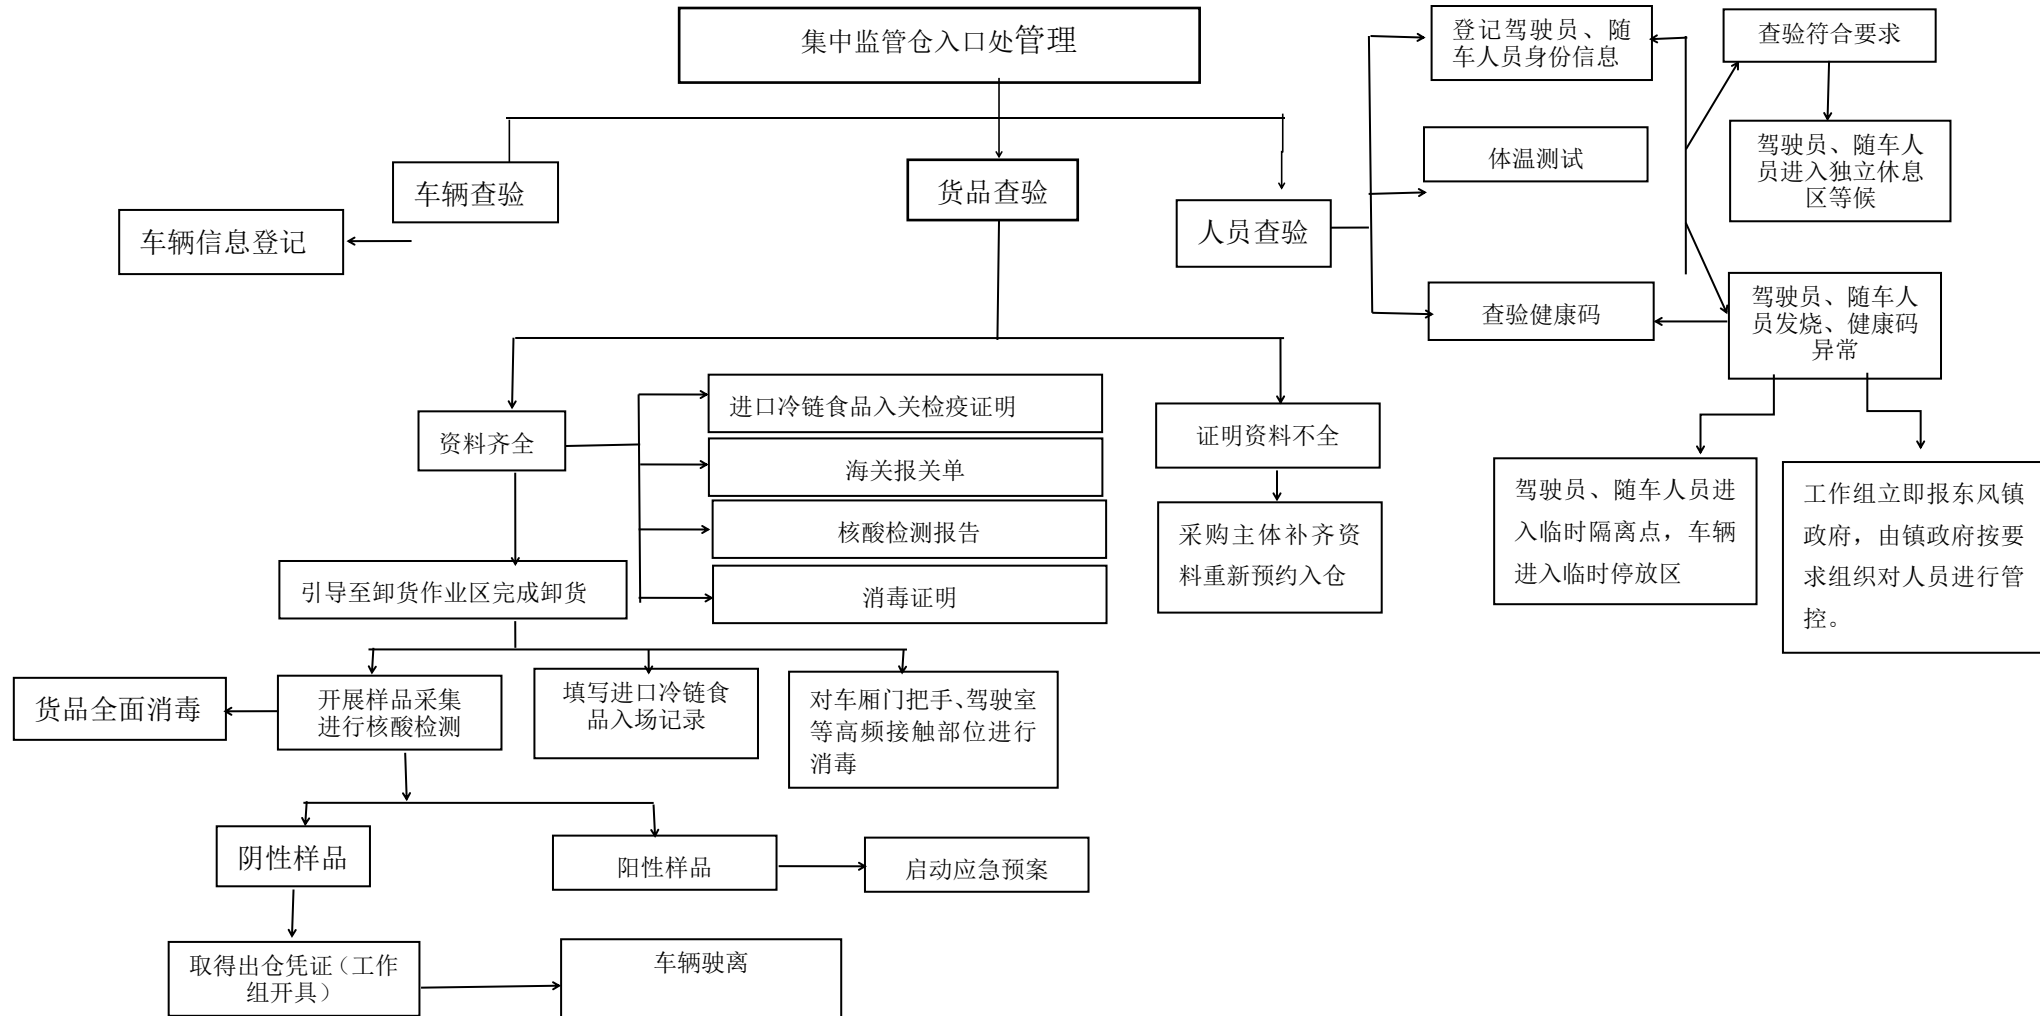 集中监管仓入口处管理
登记驾驶员、随
车人员身份信息
查验符合要求
体温测试
驾驶员、随车人
员进入独立休息
区等候
车辆查验
货品查验
人员查验
车辆信息登记
查验健康码
驾驶员、随车人
员发烧、健康码
异常
资料齐全
进口冷链食品入关检疫证明
海关报关单
核酸检测报告
消毒证明
证明资料不全
采购主体补齐资
料重新预约入仓
驾驶员、随车人员进
入临时隔离点，车辆
进入临时停放区
工作组立即报东风镇
政府，由镇政府按要
求组织对人员进行管
控。
引导至卸货作业区完成卸货
货品全面消毒
开展样品采集
进行核酸检测
填写进口冷链食
品入场记录
对车厢门把手、驾驶室
等高频接触部位进行
消毒
阴性样品
阳性样品
启动应急预案
取得出仓凭证（工作
组开具）
车辆驶离